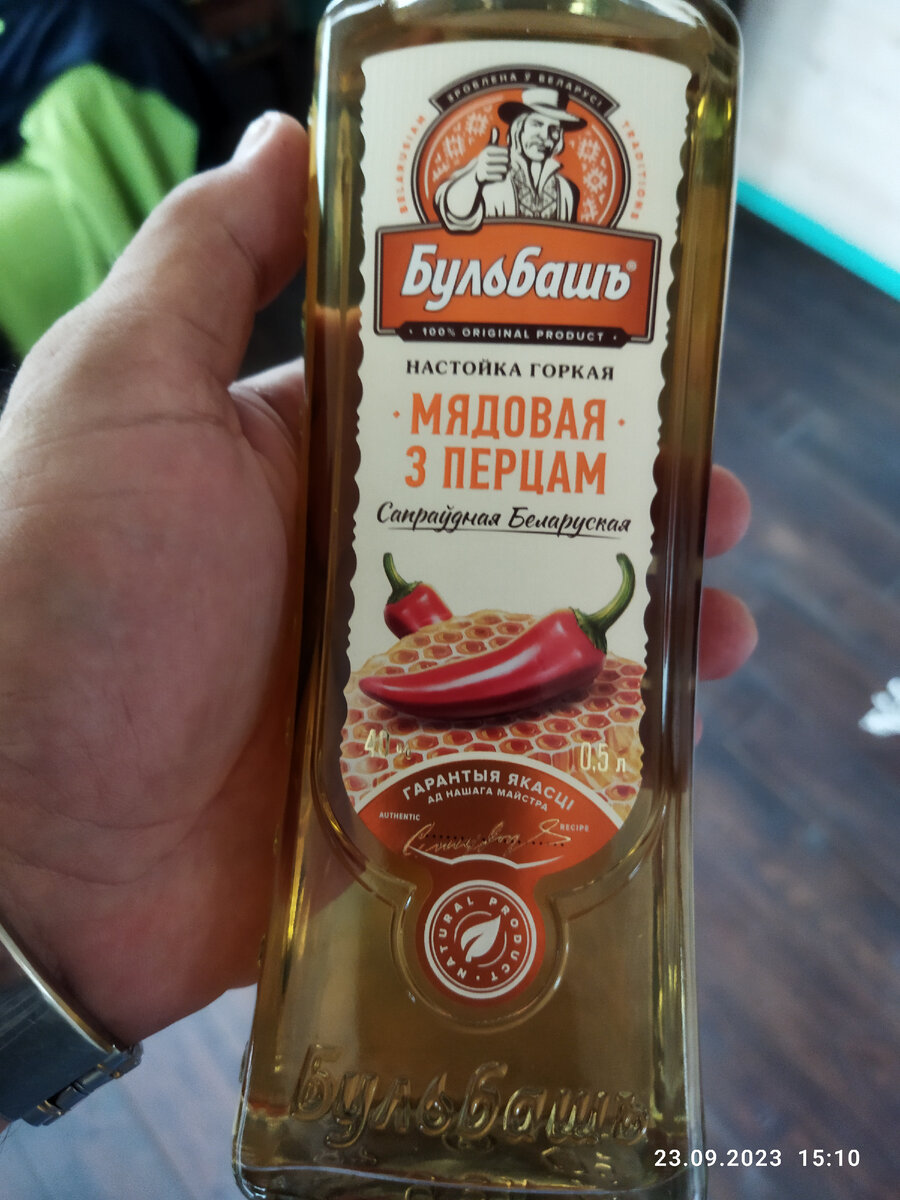 ЗРОБЛЕНА Ў БЕЛАРУСІ
BELARUSIAN TRADITIONS
Бульбашъ®
• 100% ORIGINAL PRODUCT •
НАСТОЙКА ГОРКАЯ
• МЯДОВАЯ •
З ПЕРЦАМ
Сапраўдная Беларуская
40 % 0,5 л
ГАРАНТЫЯ ЯКАСЦІ
АД НАШАГА МАЙСТРА
AUTHENTIC RECIPE
NATURAL PRODUCT •
Бульбашъ
23.09.2023 15:10